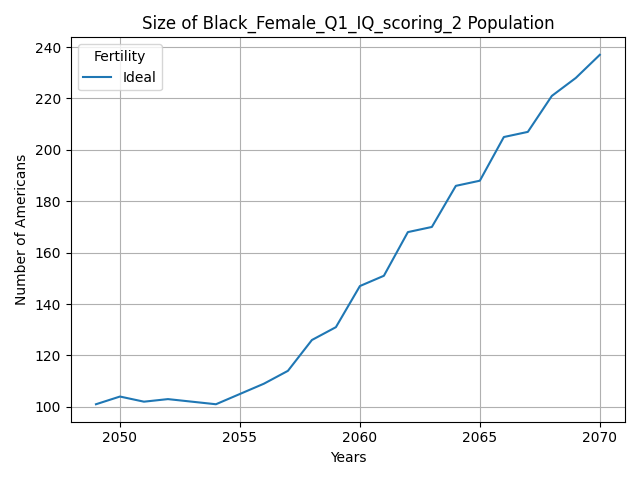 Size of Black_Female_Q1_IQ_scoring_2 Population
Fertility
Ideal
Number of Americans
240
220
200
180
160
140
120
100
2050
2055
2060
2065
2070
Years